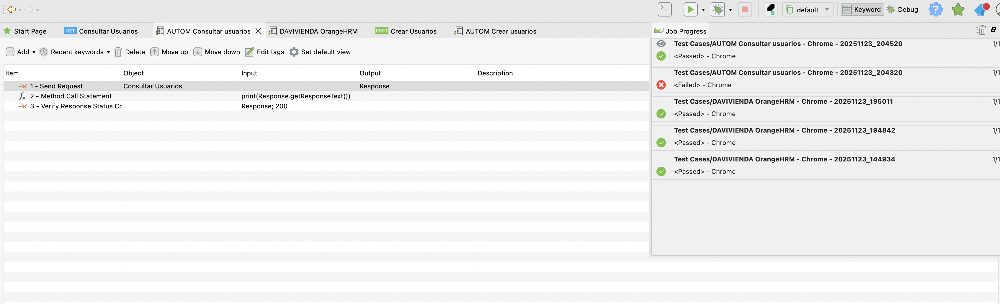 default
Keyword
Debug
Start Page
GET Consultar Usuarios
AUTOM Consultar usuarios
DAVIVIENDA OrangeHRM
POST Crear Usuarios
AUTOM Crear usuarios
Add
Recent keywords
Delete
Move up
Move down
Edit tags
Set default view
Item Object Input Output Description
1 - Send Request Consultar Usuarios Response
2 - Method Call Statement print(Response.getResponseText())
3 - Verify Response Status Co Response; 200
Job Progress
Test Cases/AUTOM Consultar usuarios - Chrome - 20251123_204520 1/1
<Passed> - Chrome
Test Cases/AUTOM Consultar usuarios - Chrome - 20251123_204320 1/1
<Failed> - Chrome
Test Cases/DAVIVIENDA OrangeHRM - Chrome - 20251123_195011 1/1
<Passed> - Chrome
Test Cases/DAVIVIENDA OrangeHRM - Chrome - 20251123_194842 1/1
<Passed> - Chrome
Test Cases/DAVIVIENDA OrangeHRM - Chrome - 20251123_144934 1/1
<Passed> - Chrome